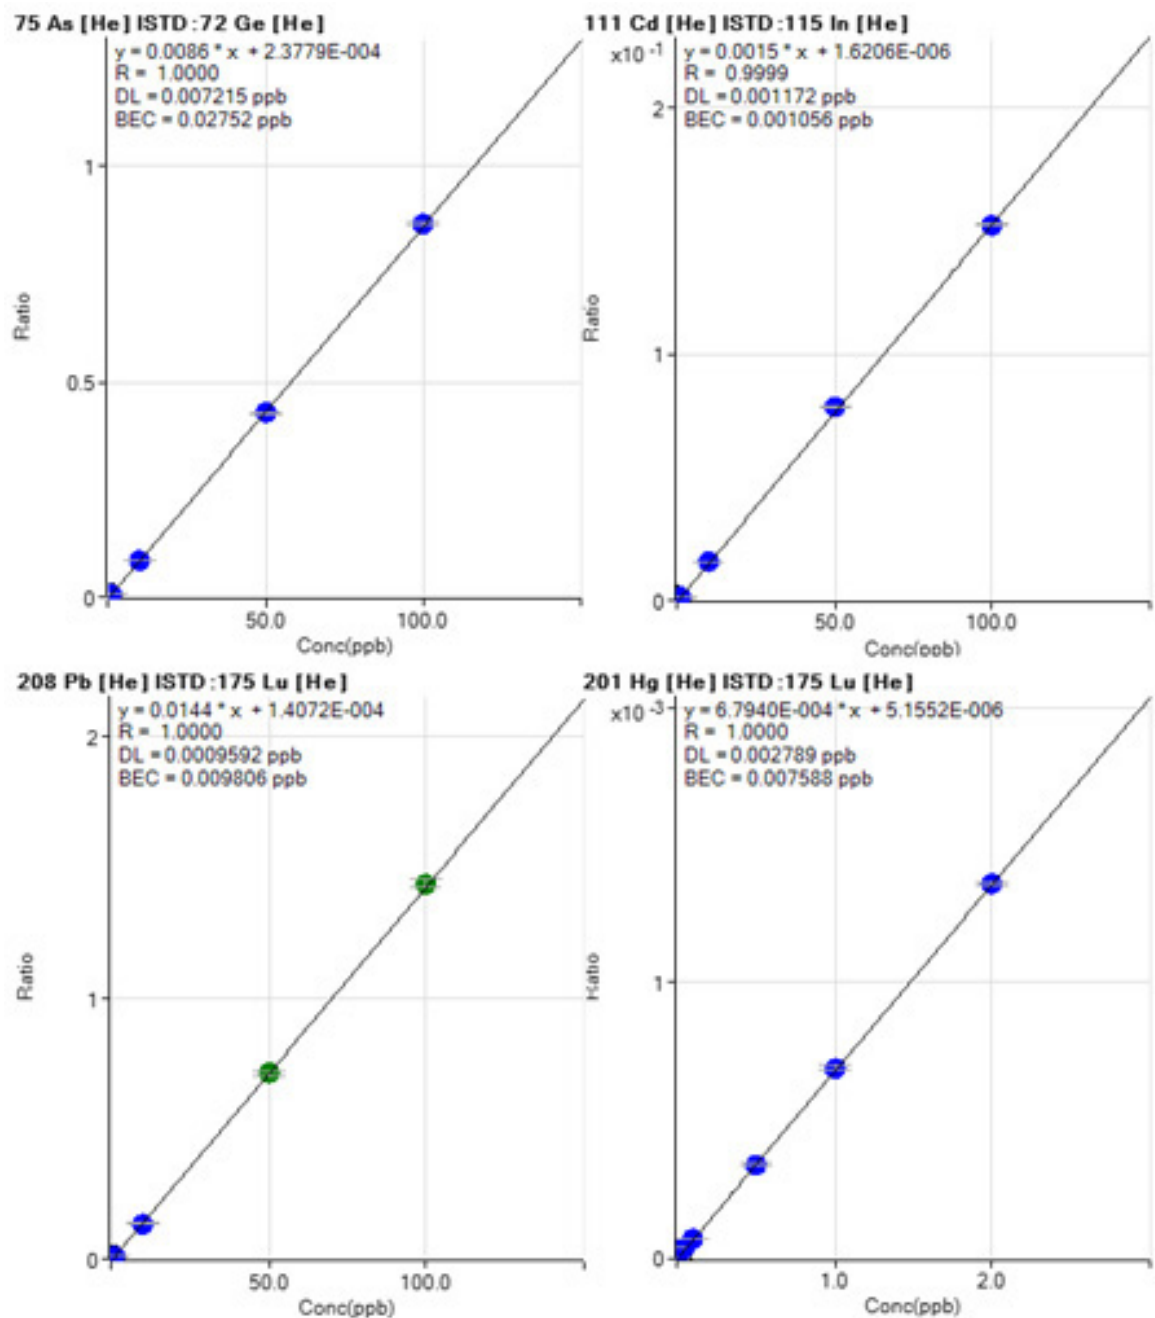 75 As [He] ISTD :72 Ge [He]
y = 0.0086 * x + 2.3779E-004
R = 1.0000
DL = 0.007215 ppb
BEC = 0.02752 ppb
1
0.5
0
Ratio
50.0
100.0
Conc(ppb)
111 Cd [He] ISTD :115 In [He]
x10 -1
y = 0.0015 * x + 1.6206E-006
R = 0.9999
DL = 0.001172 ppb
BEC = 0.001056 ppb
2
1
0
Ratio
50.0
100.0
Conc(ppb)
208 Pb [He] ISTD :175 Lu [He]
y = 0.0144 * x + 1.4072E-004
R = 1.0000
DL = 0.0009592 ppb
BEC = 0.009806 ppb
2
1
0
Ratio
50.0
100.0
Conc(ppb)
201 Hg [He] ISTD :175 Lu [He]
x10 -3
y = 6.7940E-004 * x + 5.1552E-006
R = 1.0000
DL = 0.002789 ppb
BEC = 0.007588 ppb
1
0
Ratio
1.0
2.0
Conc(ppb)